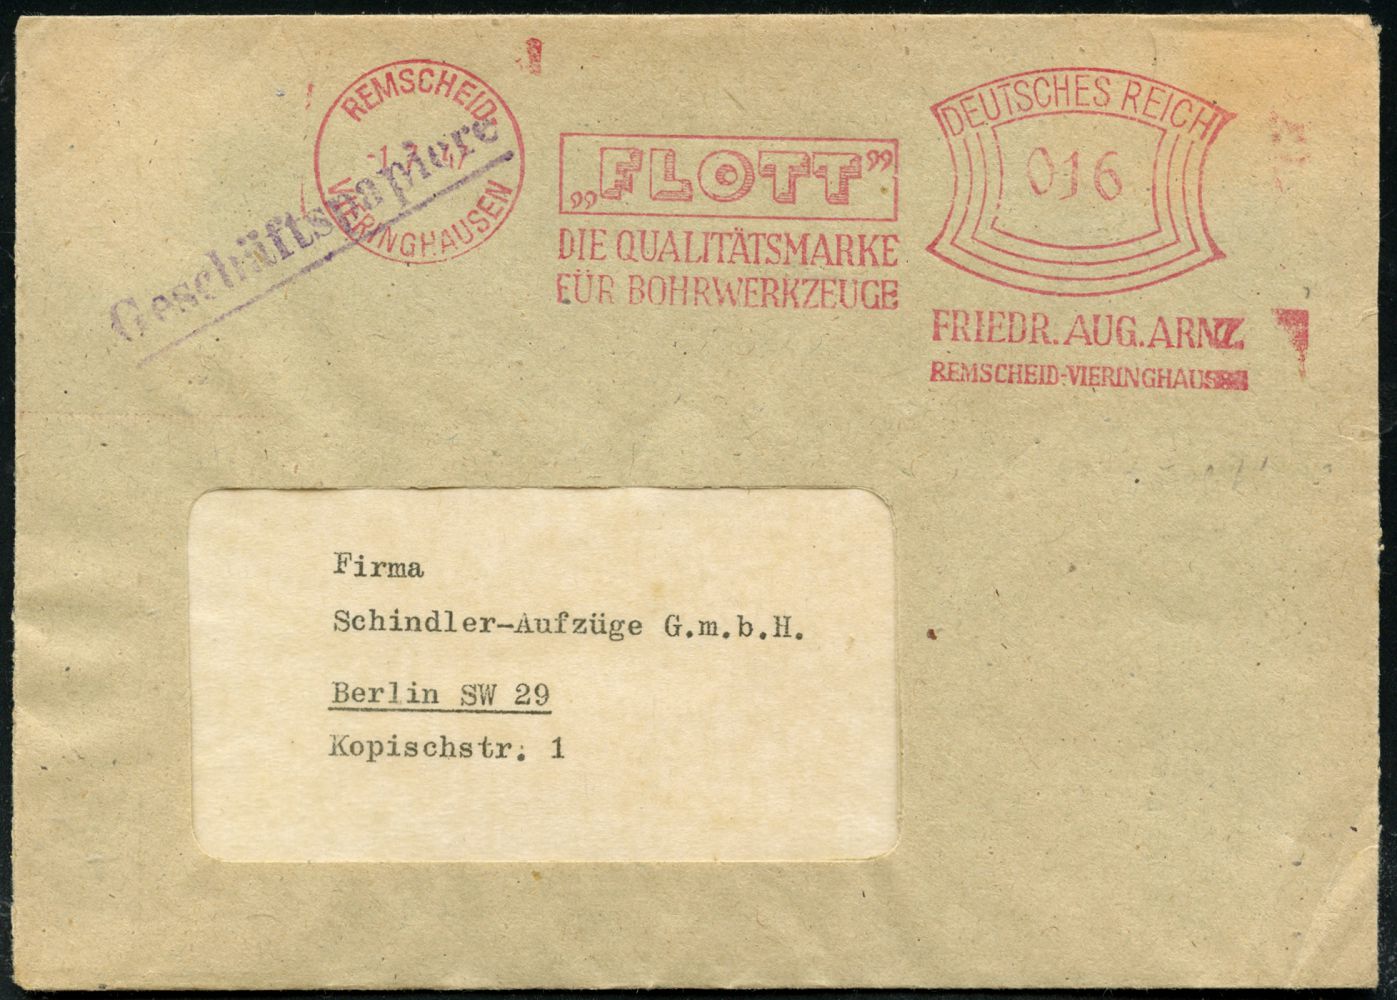 REMSCHEID-
VIERINGHAUSEN
Geschäftspapiere
„FLOTT”
DIE QUALITÄTSMARKE
FÜR BOHRWERKZEUGE
DEUTSCHES REICH
016
FRIEDR. AUG. ARNZ
REMSCHEID-VIERINGHAUSEN
Firma
Schindler-Aufzüge G.m.b.H.
Berlin SW 29
Kopischstr. 1